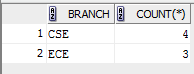 BRANCH COUNT(*)
1 CSE 4
2 ECE 3